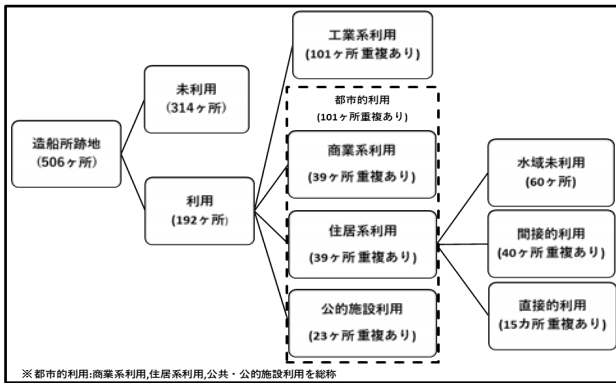 造船所跡地
(506ヶ所)
未利用
(314ヶ所)
利用
(192ヶ所)
工業系利用
(101ヶ所 重複あり)
都市的利用
(101ヶ所重複あり)
商業系利用
(39ヶ所 重複あり)
住居系利用
(39ヶ所 重複あり)
公的施設利用
(23ヶ所 重複あり)
水域未利用
(60ヶ所)
間接的利用
(40ヶ所 重複あり)
直接的利用
(15カ所 重複あり)
※都市的利用:商業系利用,住居系利用,公共・公的施設利用を総称